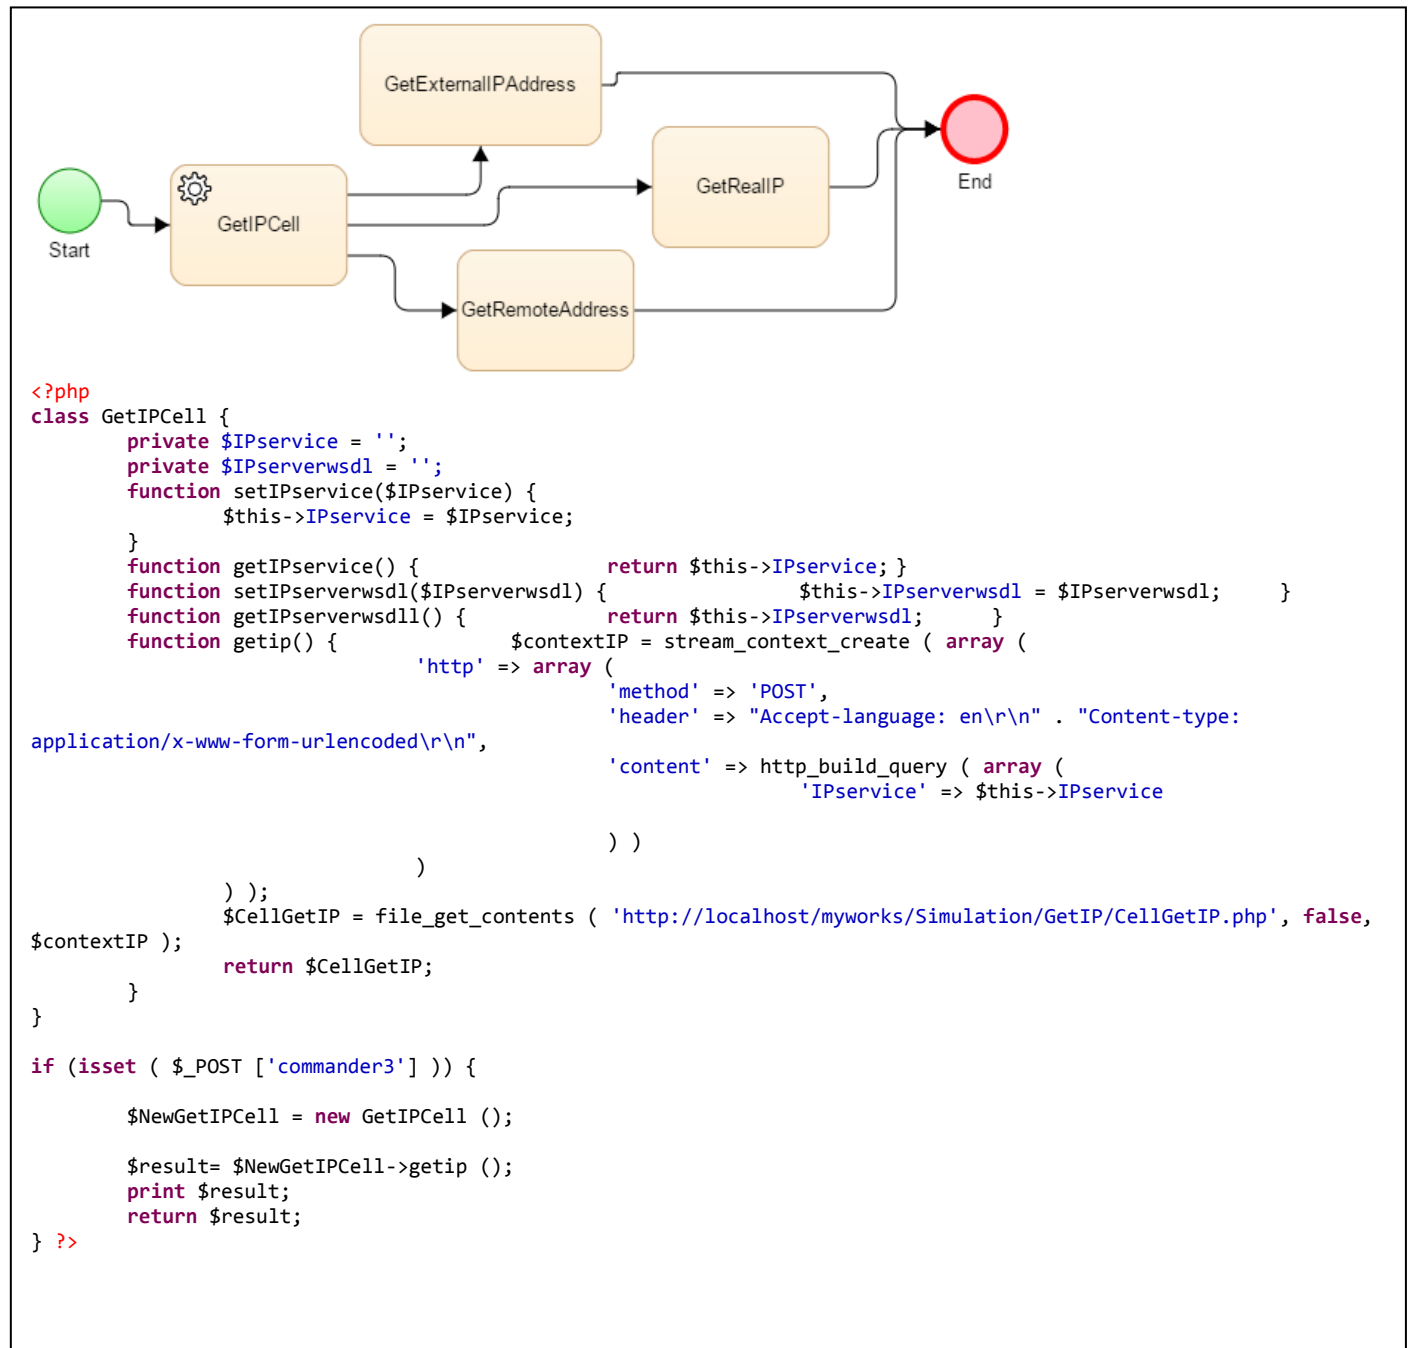 GetExternalIPAddress
GetRealIP
End
GetIPCell
Start
GetRemoteAddress
<?php
class GetIPCell {
private $IPservice = '';
private $IPserverwsdl = '';
function setIPservice($IPservice) {
$this->IPservice = $IPservice;
}
function getIPservice() { return $this->IPservice; }
function setIPserverwsdl($IPserverwsdl) { $this->IPserverwsdl = $IPserverwsdl; }
function getIPserverwsdll() { return $this->IPserverwsdl; }
function getip() { $contextIP = stream_context_create ( array (
'http' => array (
'method' => 'POST',
'header' => "Accept-language: en\r\n" . "Content-type:
application/x-www-form-urlencoded\r\n",
'content' => http_build_query ( array (
'IPservice' => $this->IPservice
) )
)
) );
$CellGetIP = file_get_contents ( 'http://localhost/myworks/Simulation/GetIP/CellGetIP.php', false,
$contextIP );
return $CellGetIP;
}
}
if (isset ( $_POST ['commander3'] )) {
$NewGetIPCell = new GetIPCell ();
$result= $NewGetIPCell->getip ();
print $result;
return $result;
} ?>